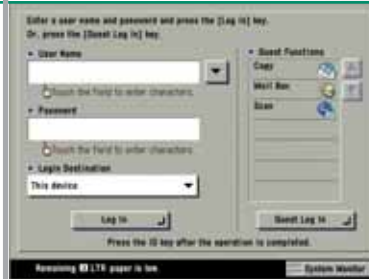 Enter a user name and password and press the [Log in] key.
Or, press the [Guest Log in] key.
User Name
Touch the field to enter characters.
Password
Touch the field to enter characters.
Login Destination
This device
Log In
Guest Functions
Copy
Mail Box
Scan
Guest Log In
Press the ID key after the operation is completed.
Remaining LTR paper is low.
System Monitor